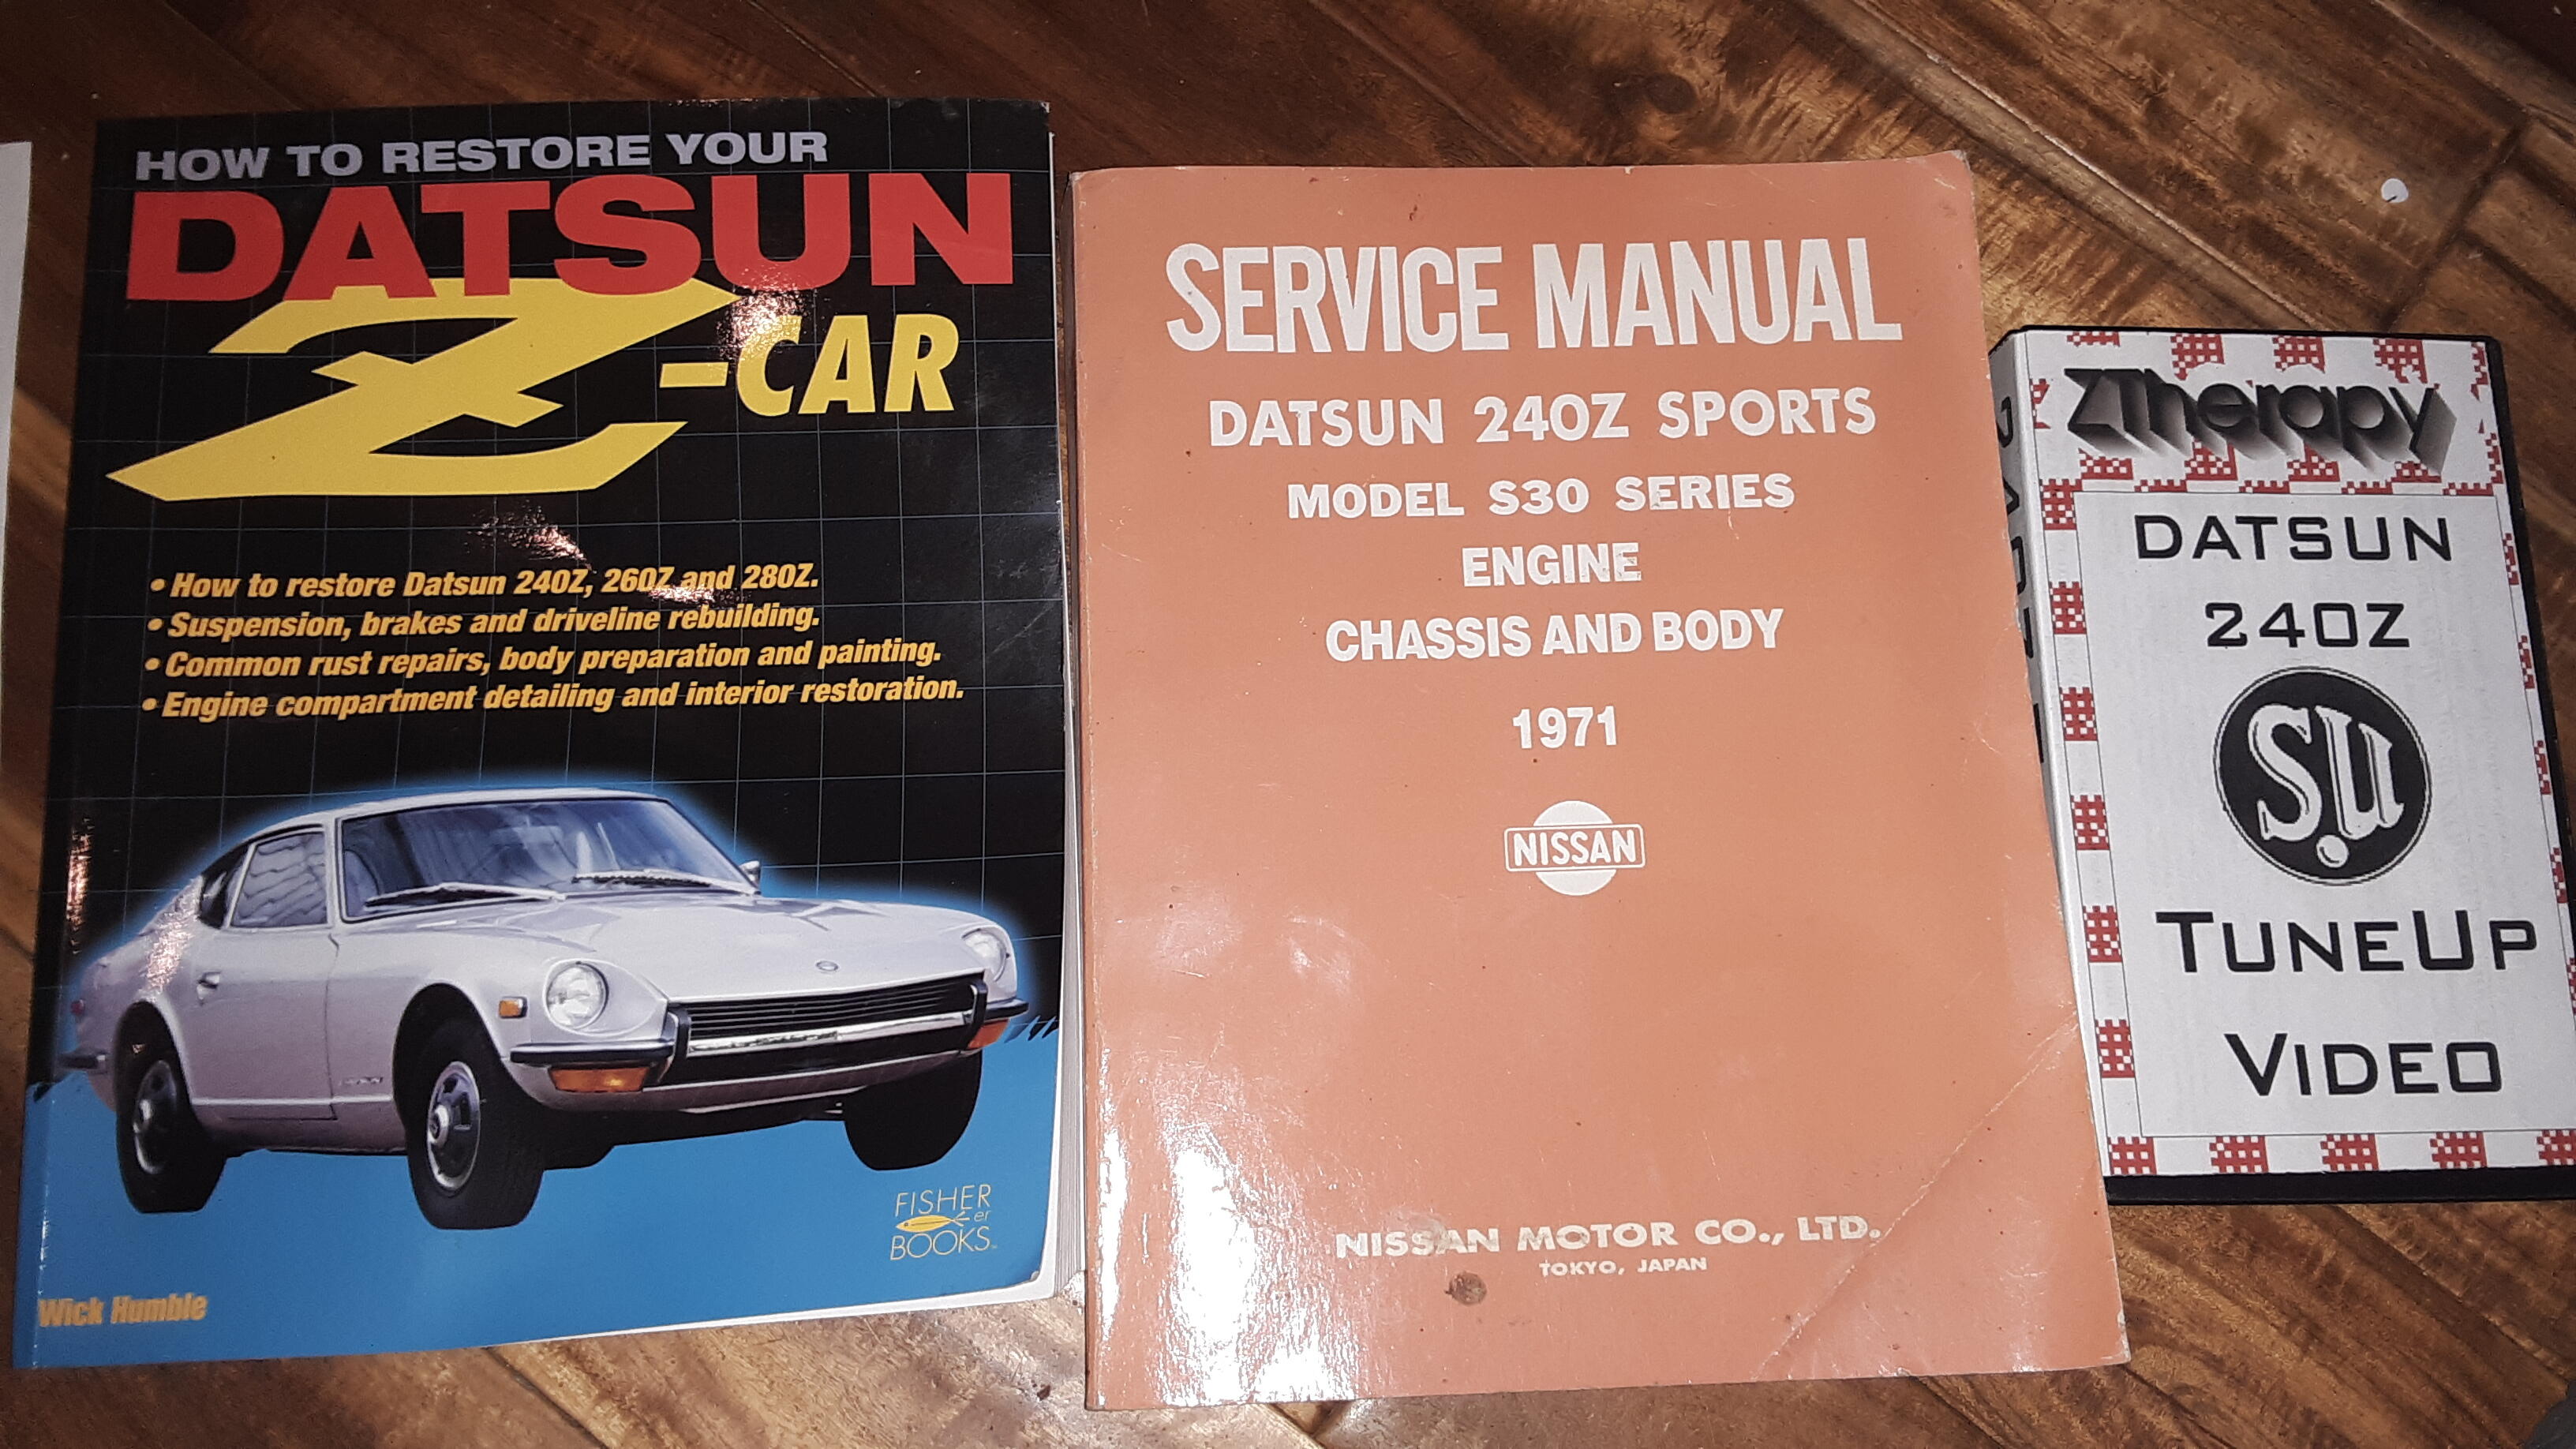 HOW TO RESTORE YOUR
DATSUN
Z-CAR
• How to restore Datsun 240Z, 260Z and 280Z.
• Suspension, brakes and driveline rebuilding.
• Common rust repairs, body preparation and painting.
• Engine compartment detailing and interior restoration.
FISHER
er
BOOKS™
Wick Humble
SERVICE MANUAL
DATSUN 240Z SPORTS
MODEL S30 SERIES
ENGINE
CHASSIS AND BODY
1971
NISSAN
NISSAN MOTOR CO., LTD.
TOKYO, JAPAN
ZTherapy
DATSUN
240Z
S.U
TUNEUP
VIDEO